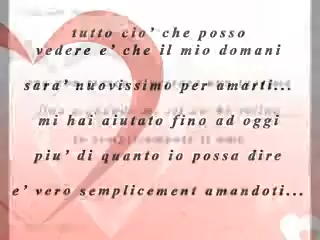 tutto cio' che posso
vedere e' che il mio domani
sara' nuovissimo per amarti...
mi hai aiutato fino ad oggi
piu' di quanto io possa dire
e' vero semplicement amandoti...